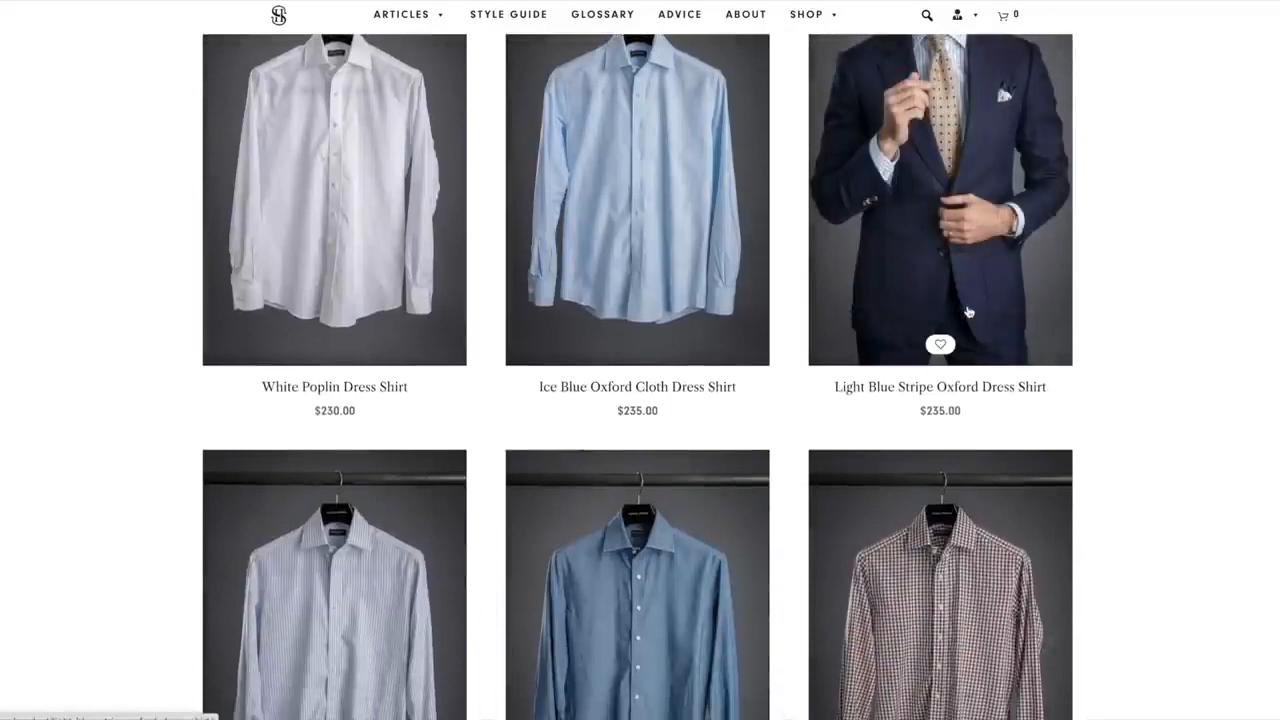 ARTICLES STYLE GUIDE GLOSSARY ADVICE ABOUT SHOP 0
White Poplin Dress Shirt
$230.00
Ice Blue Oxford Cloth Dress Shirt
$235.00
Light Blue Stripe Oxford Dress Shirt
$235.00